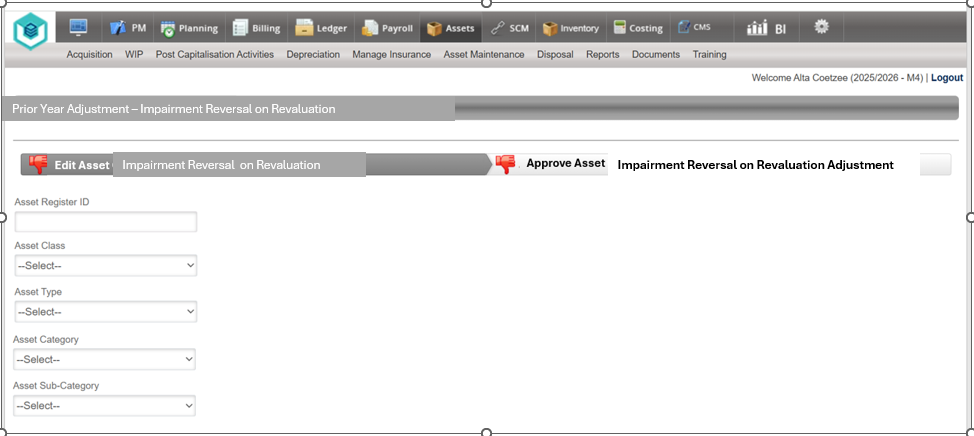 PM Planning Billing Ledger Payroll Assets SCM Inventory Costing CMS BI
Acquisition WIP Post Capitalisation Activities Depreciation Manage Insurance Asset Maintenance Disposal Reports Documents Training
Welcome Alta Coetzee (2025/2026 - M4) | Logout
Prior Year Adjustment – Impairment Reversal on Revaluation
Edit Asset Impairment Reversal on Revaluation Approve Asset Impairment Reversal on Revaluation Adjustment
Asset Register ID
Asset Class
--Select--
Asset Type
--Select--
Asset Category
--Select--
Asset Sub-Category
--Select--